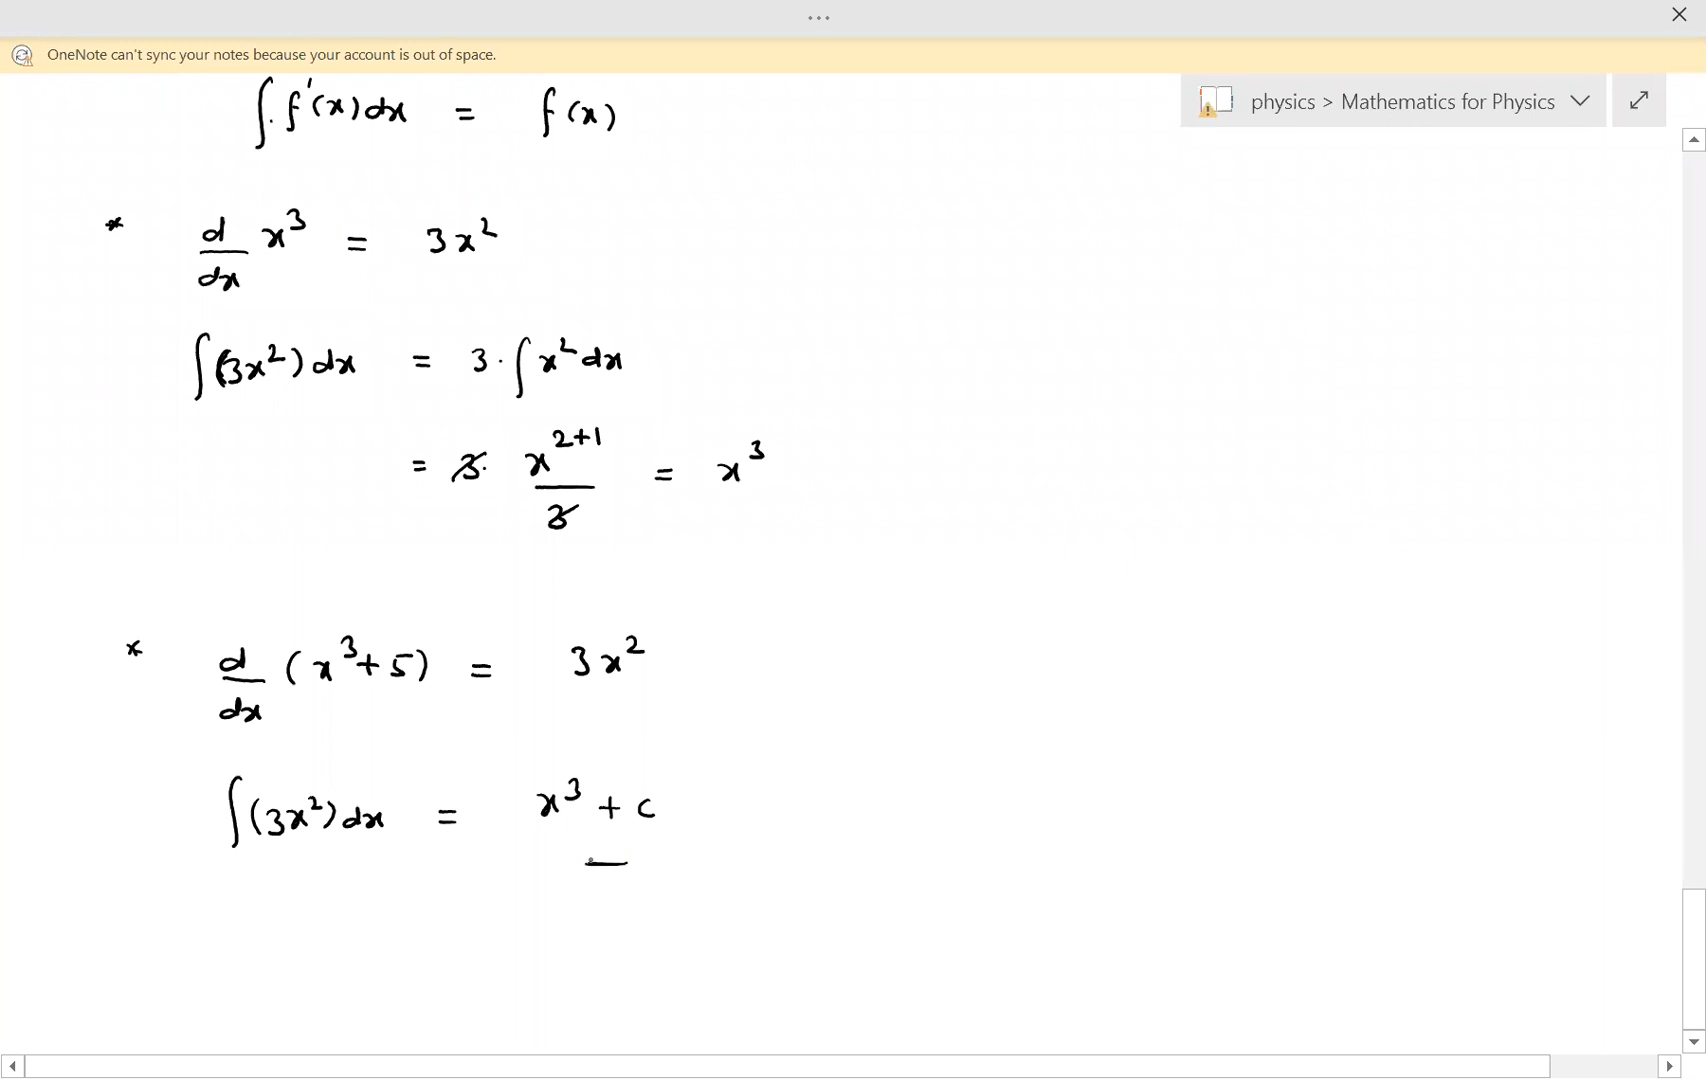 OneNote can't sync your notes because your account is out of space.
∫ f'(x) dx = f(x)
physics > Mathematics for Physics
* d/dx x³ = 3x²
∫(3x²) dx = 3·∫x² dx
= 3· x²⁺¹/3 = x³
* d/dx (x³+5) = 3x²
∫(3x²) dx = x³ + c